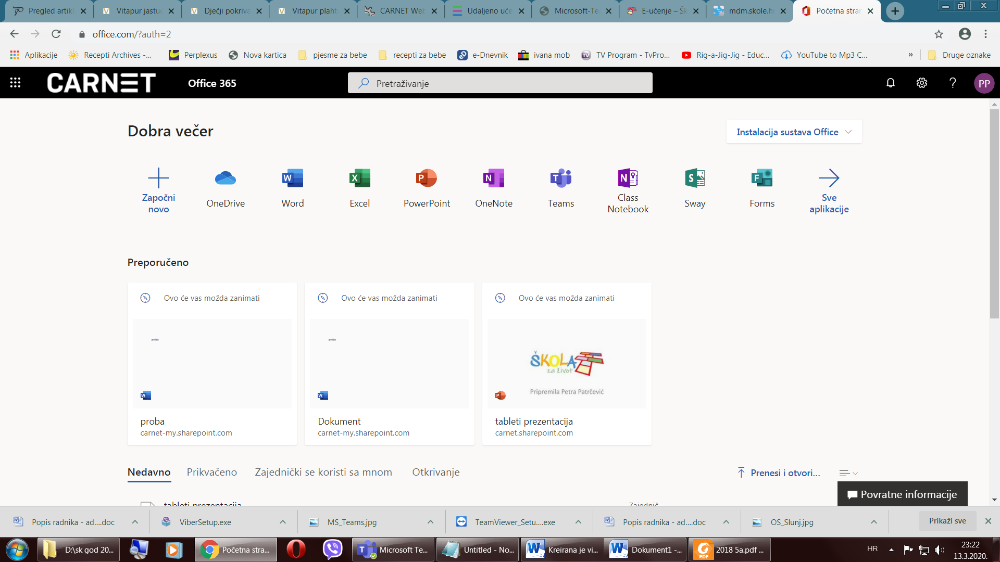 Pregled artikl
Vitapur jastuc
Dječji pokriva
Vitapur plaht
CARNET Web
Udaljeno uče
Microsoft-Te
E-učenje – Šk
mdm.skole.hr
Početna stran
office.com/?auth=2
Aplikacije
Recepti Archives -...
Perplexus
Nova kartica
pjesme za bebe
recepti za bebe
e-Dnevnik
ivana mob
TV Program - TvPro...
Rig-a-Jig-Jig - Educ...
YouTube to Mp3 C...
»
Druge oznake
CARNET
Office 365
Pretraživanje
PP
Dobra večer
Instalacija sustava Office
Započni
novo
OneDrive
Word
Excel
PowerPoint
OneNote
Teams
Class
Notebook
Sway
Forms
Sve
aplikacije
Preporučeno
Ovo će vas možda zanimati
Ovo će vas možda zanimati
Ovo će vas možda zanimati
proba
proba
ŠKOLA
za život
Pripremila Petra Patrčević
proba
carnet-my.sharepoint.com
Dokument
carnet-my.sharepoint.com
tableti prezentacija
carnet.sharepoint.com
Nedavno
Prikvačeno
Zajednički se koristi sa mnom
Otkrivanje
Prenesi i otvori...
Povratne informacije
tableti prezentacija
Zajednič
Popis radnika - ad....doc
ViberSetup.exe
MS_Teams.jpg
TeamViewer_Setu....exe
Popis radnika - ad....doc
OS_Slunj.jpg
Prikaži sve
D:\sk god 20...
Početna stra...
Microsoft Te...
Untitled - No...
Kreirana je vi...
Dokument1 -...
2018 5a.pdf ...
HR
23:22
13.3.2020.